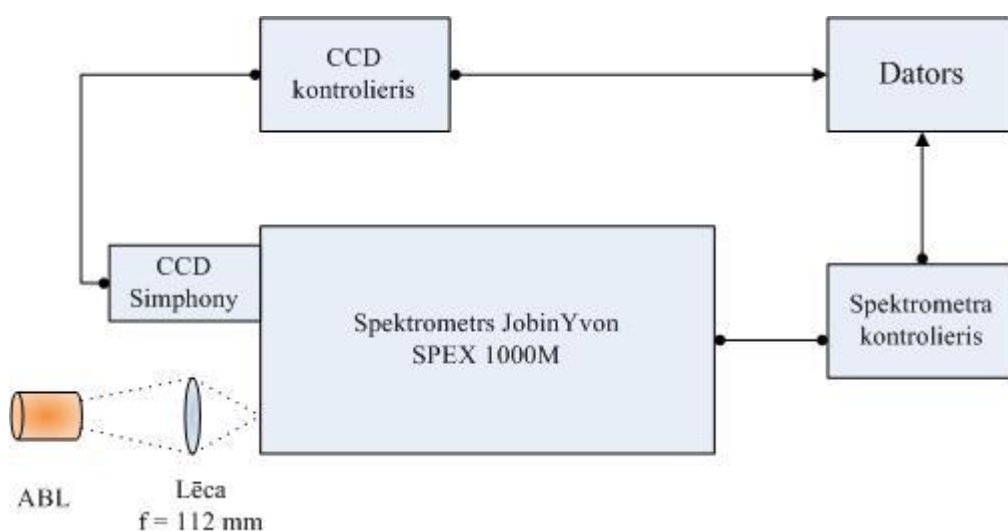 CCD
kontrolieris
Dators
CCD
Simphony
Spektrometrs JobinYvon
SPEX 1000M
Spektrometra
kontrolieris
ABL
Lēca
f = 112 mm